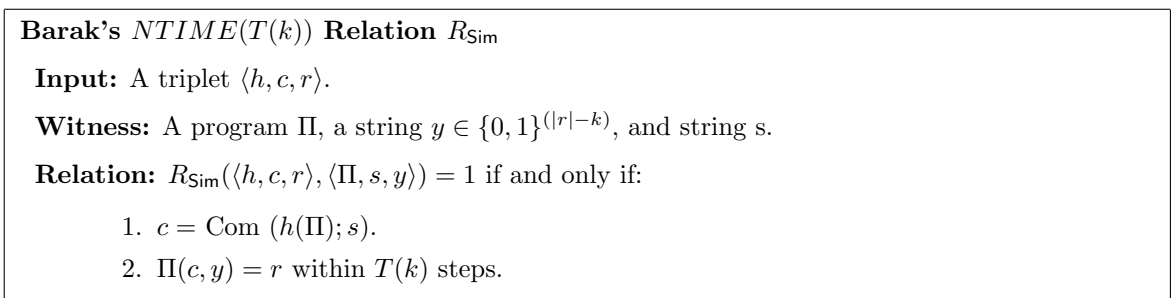 Barak's NTIME(T(k)) Relation R_Sim
Input: A triplet ⟨h, c, r⟩.
Witness: A program Π, a string y ∈ {0, 1}^(|r|−k), and string s.
Relation: R_Sim(⟨h, c, r⟩, ⟨Π, s, y⟩) = 1 if and only if:
1. c = Com (h(Π); s).
2. Π(c, y) = r within T(k) steps.